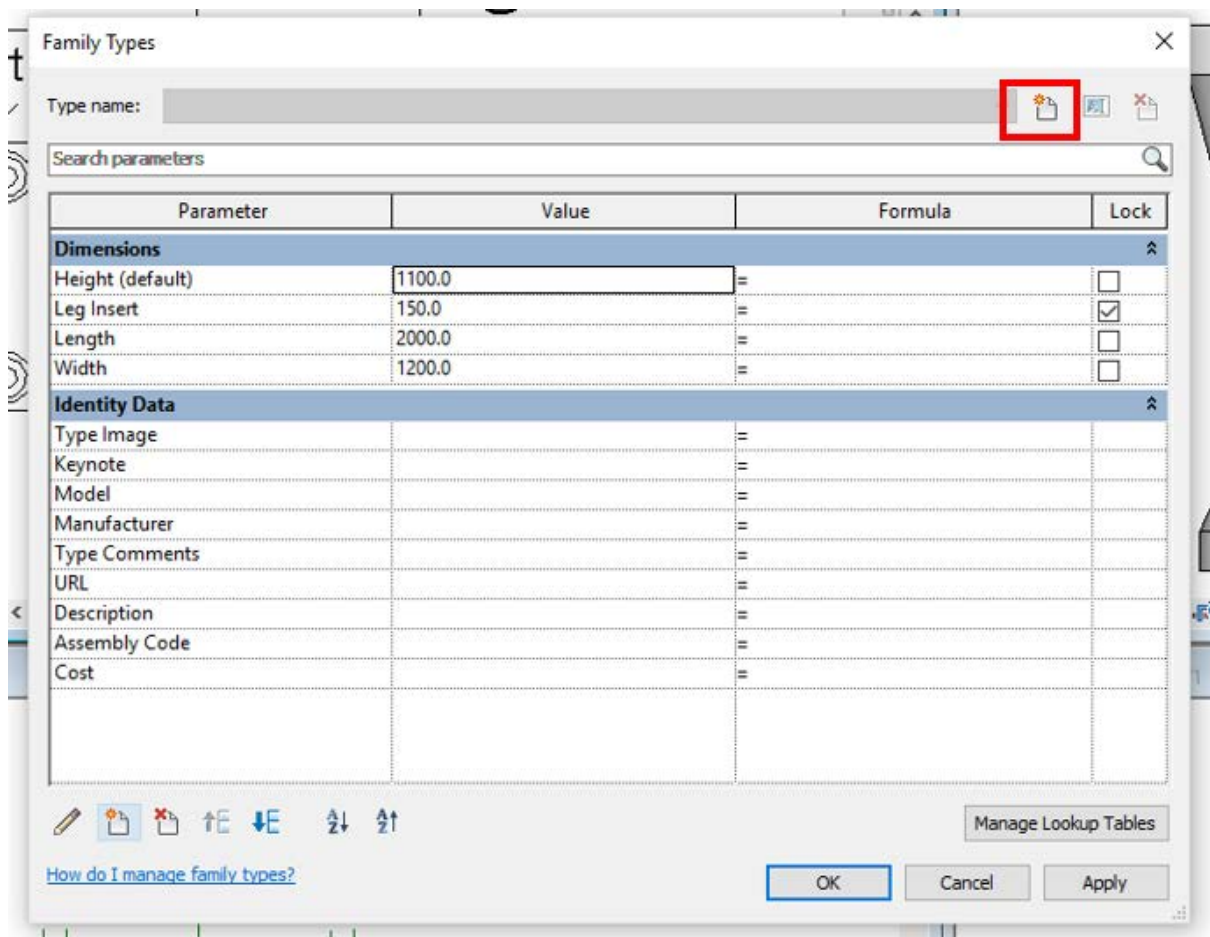 t
Family Types
Type name:
Search parameters
Parameter Value Formula Lock
Dimensions
Height (default) 1100.0 =
Leg Insert 150.0 =
Length 2000.0 =
Width 1200.0 =
Identity Data
Type Image =
Keynote =
Model =
Manufacturer =
Type Comments =
URL =
Description =
Assembly Code =
Cost =
Manage Lookup Tables
How do I manage family types?
OK Cancel Apply